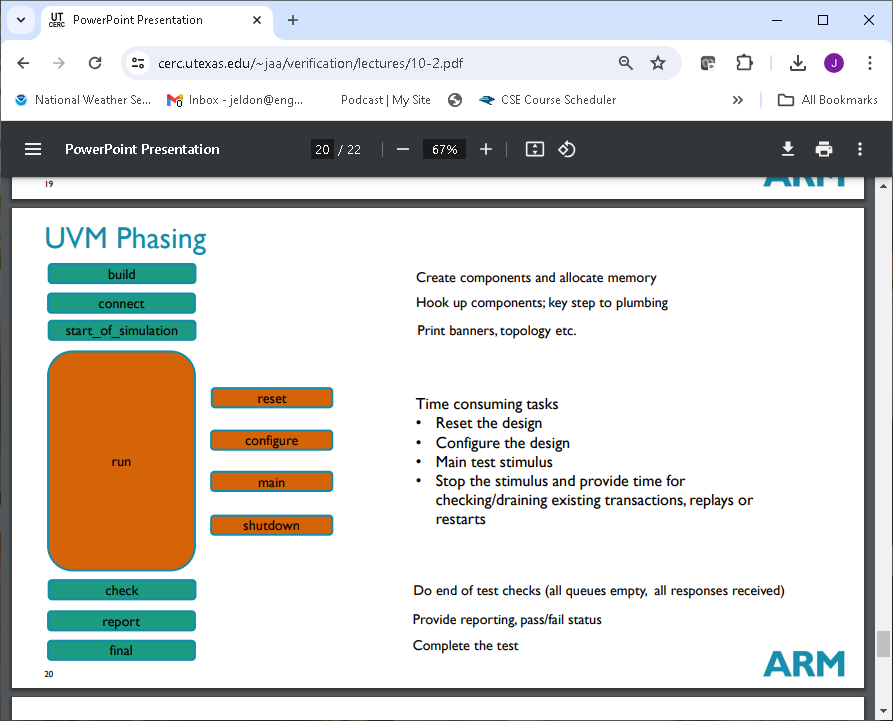 UT
CERC
PowerPoint Presentation
cerc.utexas.edu/~jaa/verification/lectures/10-2.pdf
J
National Weather Se...
Inbox - jeldon@eng...
Podcast | My Site
CSE Course Scheduler
All Bookmarks
PowerPoint Presentation
20 / 22
67%
19
ARM
UVM Phasing
build
Create components and allocate memory
connect
Hook up components; key step to plumbing
start_of_simulation
Print banners, topology etc.
run
reset
configure
main
shutdown
Time consuming tasks
• Reset the design
• Configure the design
• Main test stimulus
• Stop the stimulus and provide time for
checking/draining existing transactions, replays or
restarts
check
Do end of test checks (all queues empty, all responses received)
report
Provide reporting, pass/fail status
final
Complete the test
20
ARM